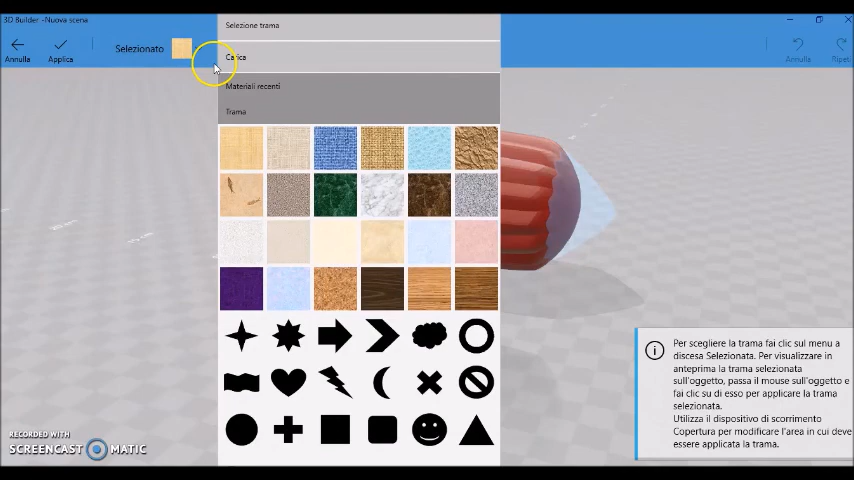 3D Builder -Nuova scena
Selezione trama
Annulla
Applica
Selezionato
Carica
Annulla
Ripeti
Materiali recenti
Trama
Per scegliere la trama fai clic sul menu a
discesa Selezionata. Per visualizzare in
anteprima la trama selezionata
sull'oggetto, passa il mouse sull'oggetto e
fai clic su di esso per applicare la trama
selezionata.
Utilizza il dispositivo di scorrimento
Copertura per modificare l'area in cui deve
essere applicata la trama.
RECORDED WITH
SCREENCAST MATIC